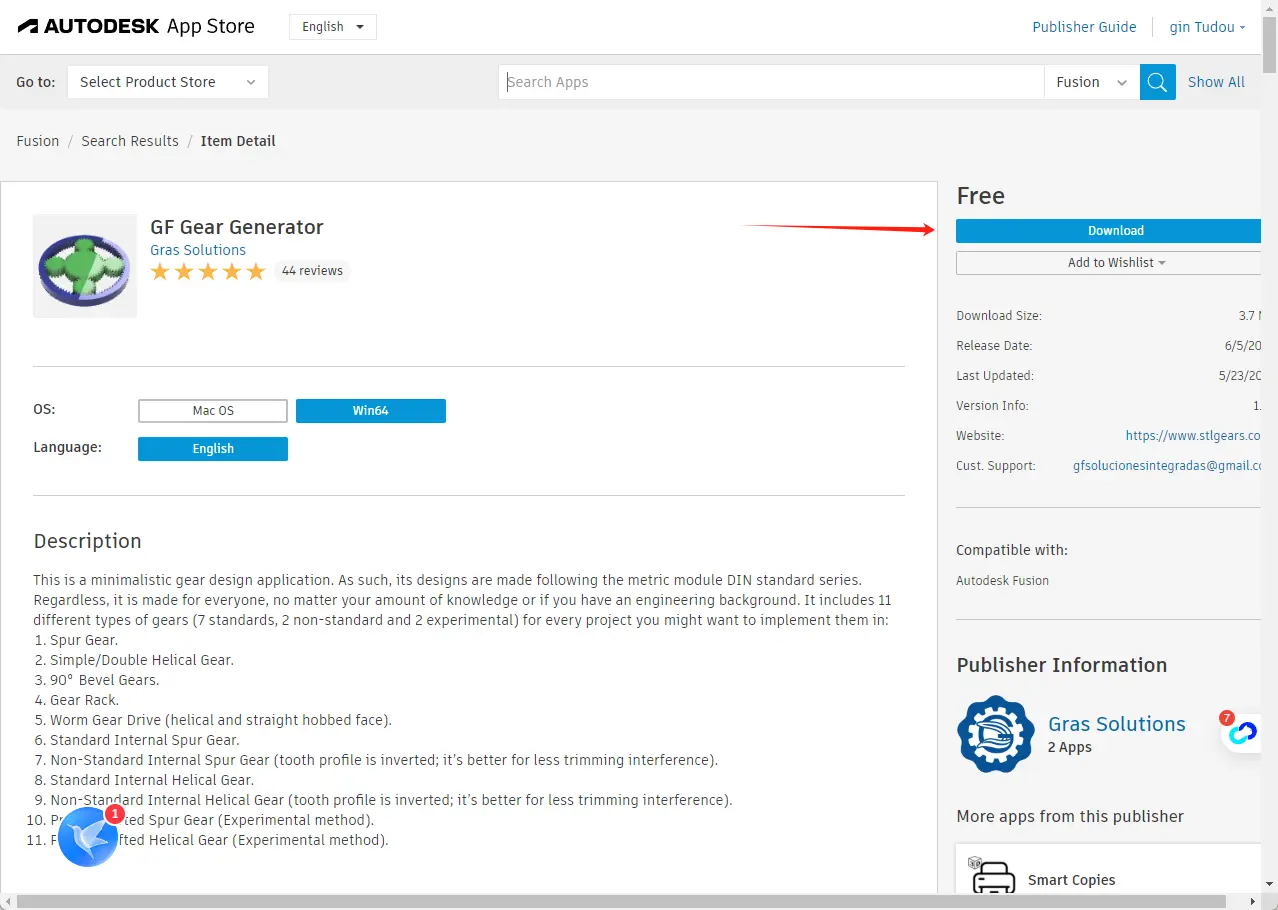 AUTODESK App Store
English
Publisher Guide
gin Tudou
Go to:
Select Product Store
Search Apps
Fusion
Show All
Fusion / Search Results / Item Detail
GF Gear Generator
Gras Solutions
44 reviews
OS:
Mac OS
Win64
Language:
English
Description
This is a minimalistic gear design application. As such, its designs are made following the metric module DIN standard series.
Regardless, it is made for everyone, no matter your amount of knowledge or if you have an engineering background. It includes 11
different types of gears (7 standards, 2 non-standard and 2 experimental) for every project you might want to implement them in:
1. Spur Gear.
2. Simple/Double Helical Gear.
3. 90° Bevel Gears.
4. Gear Rack.
5. Worm Gear Drive (helical and straight hobbed face).
6. Standard Internal Spur Gear.
7. Non-Standard Internal Spur Gear (tooth profile is inverted; it's better for less trimming interference).
8. Standard Internal Helical Gear.
9. Non-Standard Internal Helical Gear (tooth profile is inverted; it's better for less trimming interference).
10. Spur Gear (Experimental method).
11. Helical Gear (Experimental method).
1
Free
Download
Add to Wishlist
Download Size: 3.7
Release Date: 6/5/20
Last Updated: 5/23/20
Version Info: 1.
Website: https://www.stlgears.co
Cust. Support: gfsolucionesintegradas@gmail.co
Compatible with:
Autodesk Fusion
Publisher Information
Gras Solutions
2 Apps
7
More apps from this publisher
Smart Copies